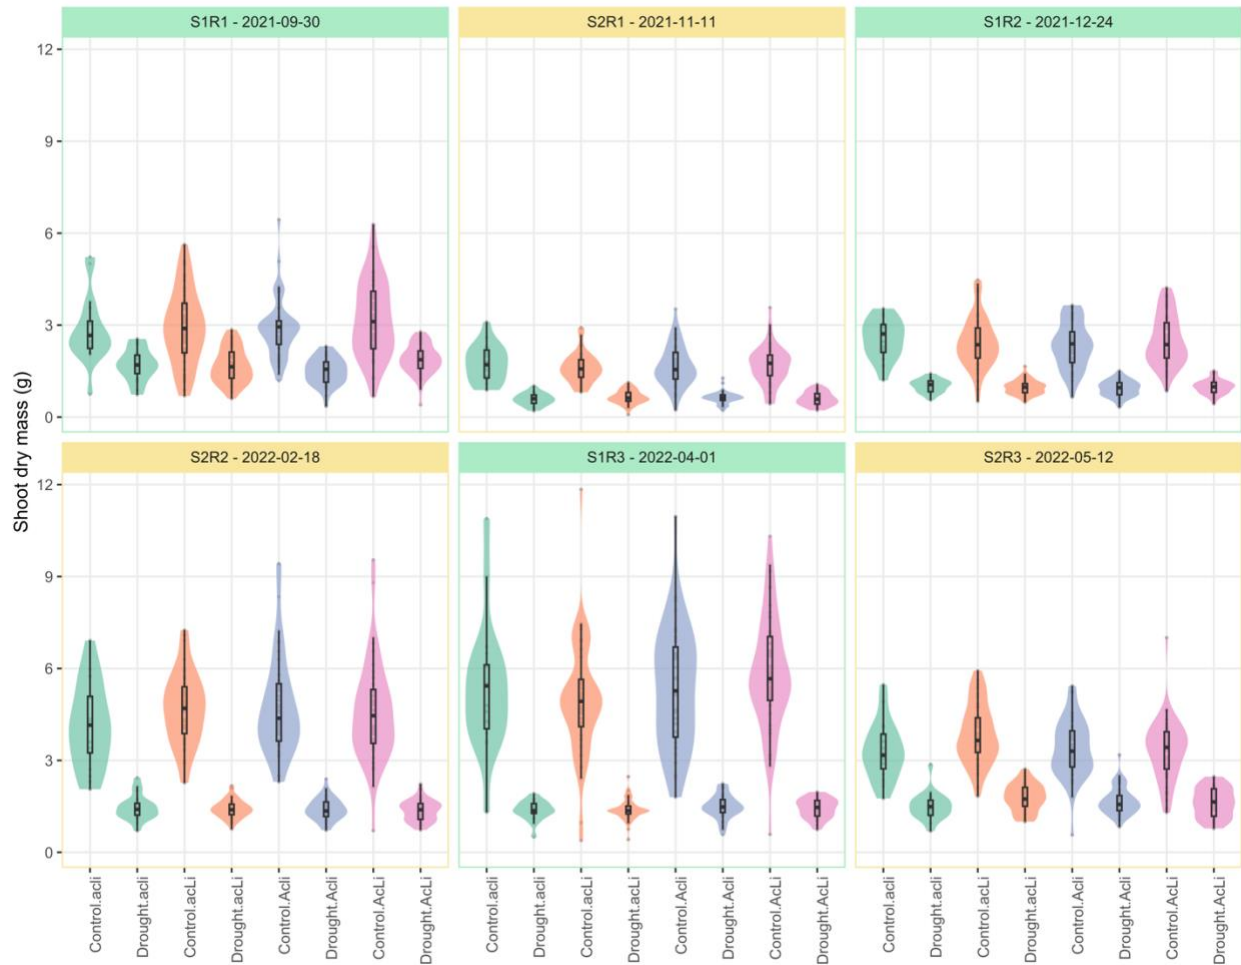 S1R1 - 2021-09-30
S2R1 - 2021-11-11
S1R2 - 2021-12-24
12
9
6
3
0
S2R2 - 2022-02-18
S1R3 - 2022-04-01
S2R3 - 2022-05-12
12
9
6
3
0
Shoot dry mass (g)
Control.acli
Drought.acli
Control.acLi
Drought.acLi
Control.Acli
Drought.Acli
Control.AcLi
Drought.AcLi
Control.acli
Drought.acli
Control.acLi
Drought.acLi
Control.Acli
Drought.Acli
Control.AcLi
Drought.AcLi
Control.acli
Drought.acli
Control.acLi
Drought.acLi
Control.Acli
Drought.Acli
Control.AcLi
Drought.AcLi